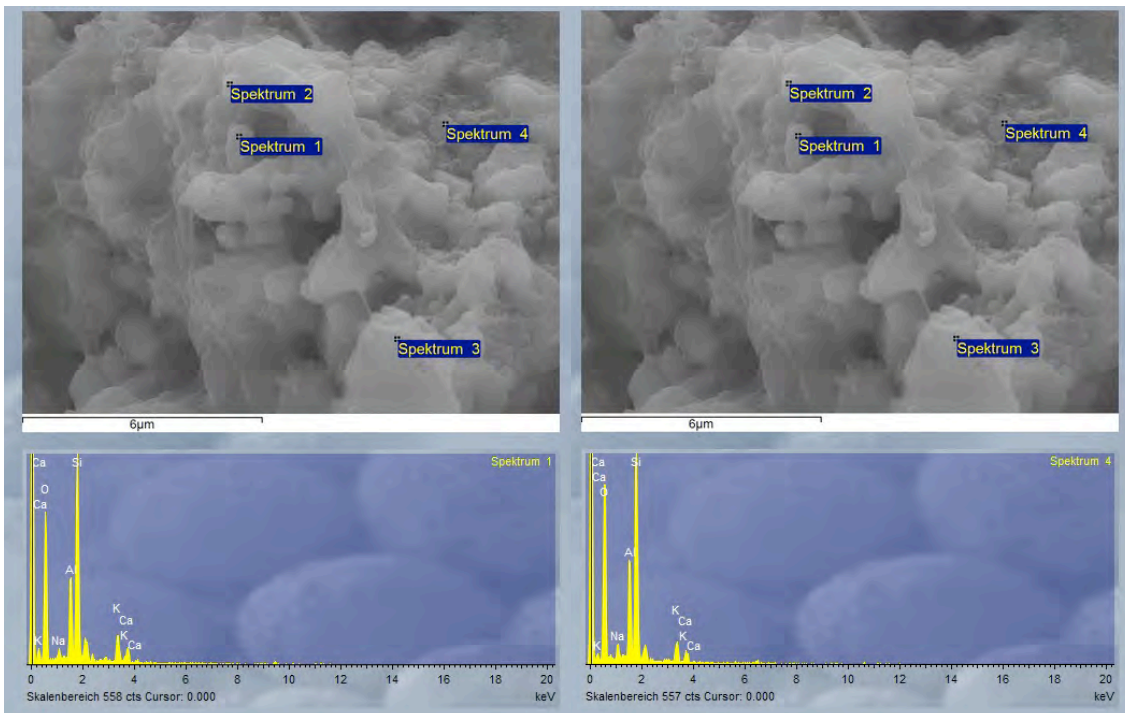 Spektrum 2
Spektrum 1
Spektrum 4
Spektrum 3
6µm
Spektrum 2
Spektrum 1
Spektrum 4
Spektrum 3
6µm
Ca Si Spektrum 1
O
Ca
Al
K
Ca
K Na K Ca
0 2 4 6 8 10 12 14 16 18 20
Skalenbereich 558 cts Cursor: 0.000 keV
Ca Si Spektrum 4
Ca
O
Al
K
Ca
K Na K Ca
0 2 4 6 8 10 12 14 16 18 20
Skalenbereich 557 cts Cursor: 0.000 keV